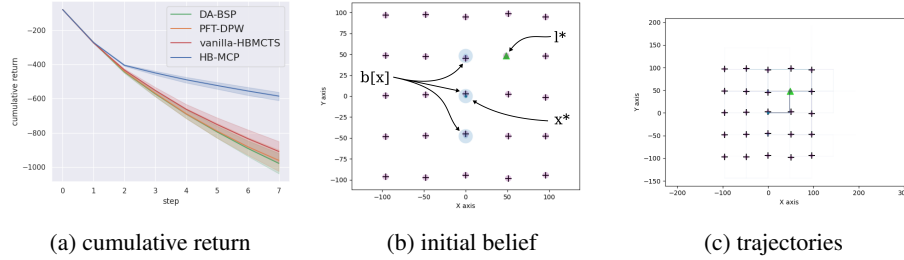 DA-BSP
PFT-DPW
vanilla-HBMCTS
HB-MCP
cumulative return
-200
-400
-600
-800
-1000
0 1 2 3 4 5 6 7
step
(a) cumulative return
Y axis
100
75
50
25
0
-25
-50
-75
-100
-100 -50 0 50 100
X axis
l*
b[x]
x*
(b) initial belief
Y axis
200
150
100
50
0
-50
-100
-150
-200 -100 0 100 200 300
X axis
(c) trajectories